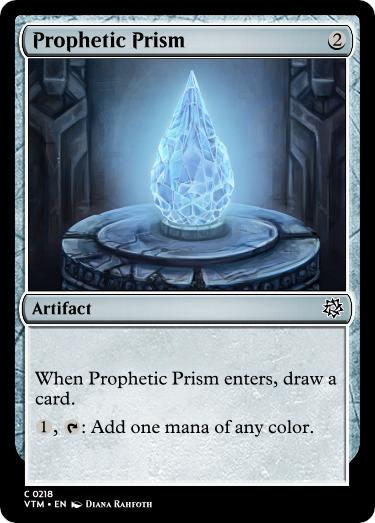 Prophetic Prism 2
Artifact
When Prophetic Prism enters, draw a
card.
1, : Add one mana of any color.
C 0218
VTM • EN Diana Rahfoth